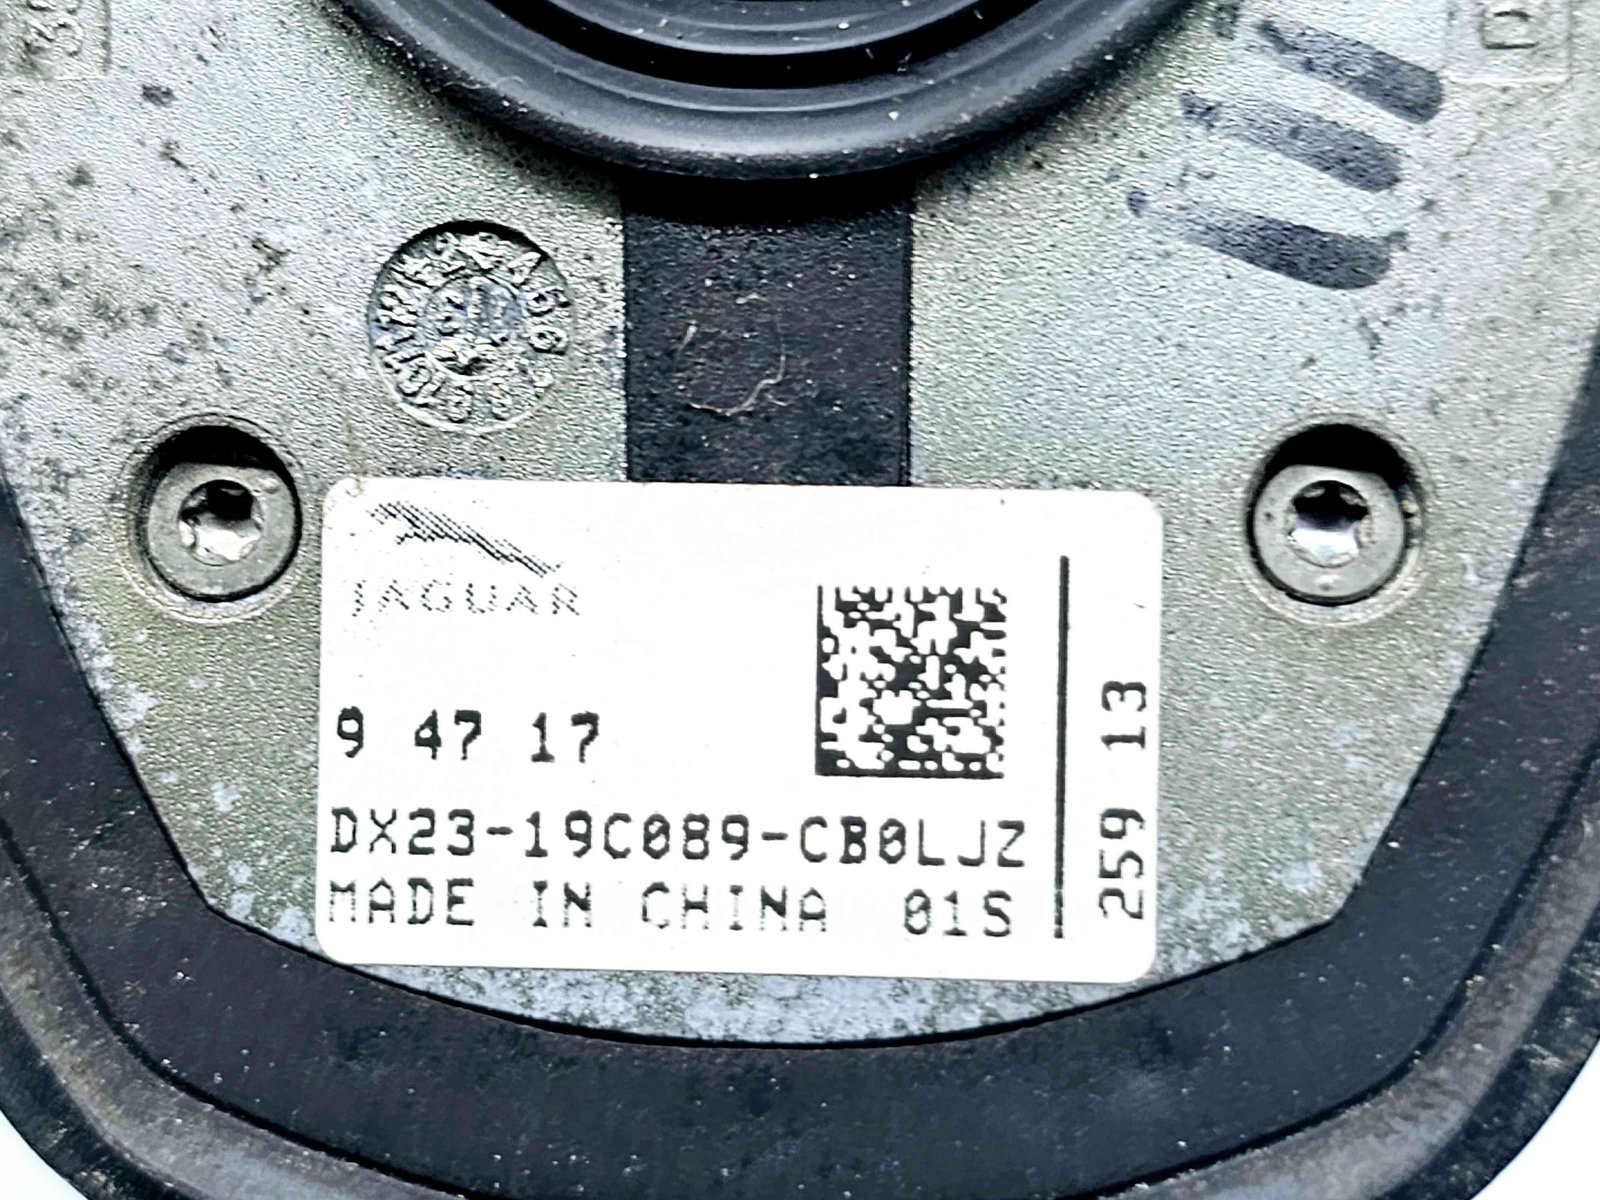 JAGUAR
9 47 17
DX23-19C089-CB0LJZ
MADE IN CHINA 01S
259 13